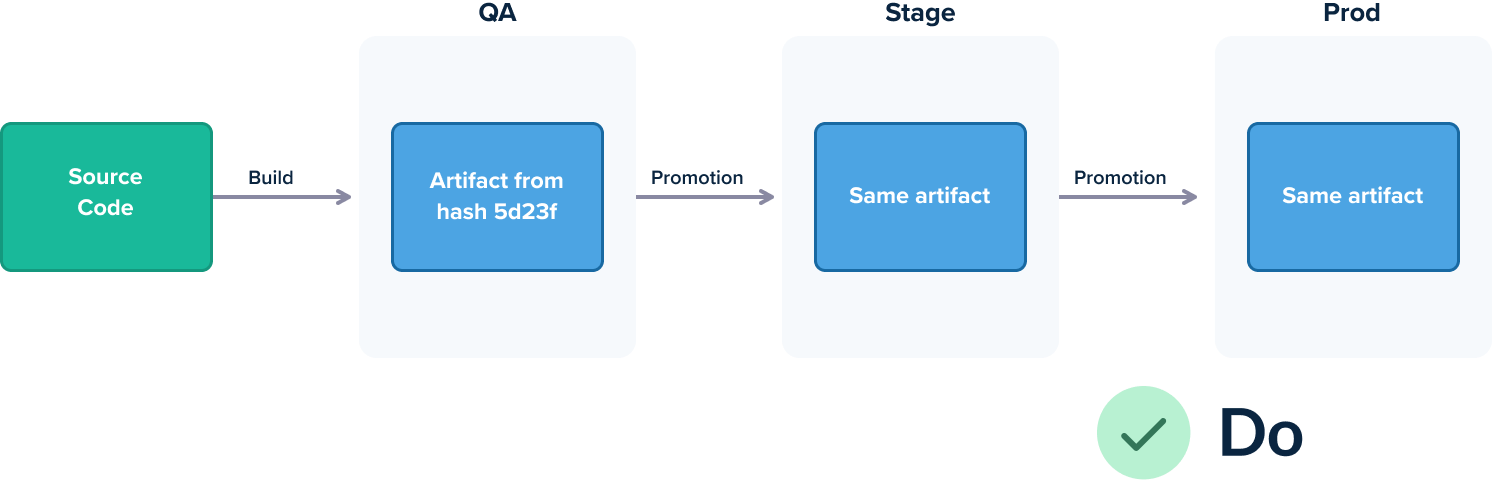 QA
Stage
Prod
Source
Code
Build
Artifact from
hash 5d23f
Promotion
Same artifact
Promotion
Same artifact
Do